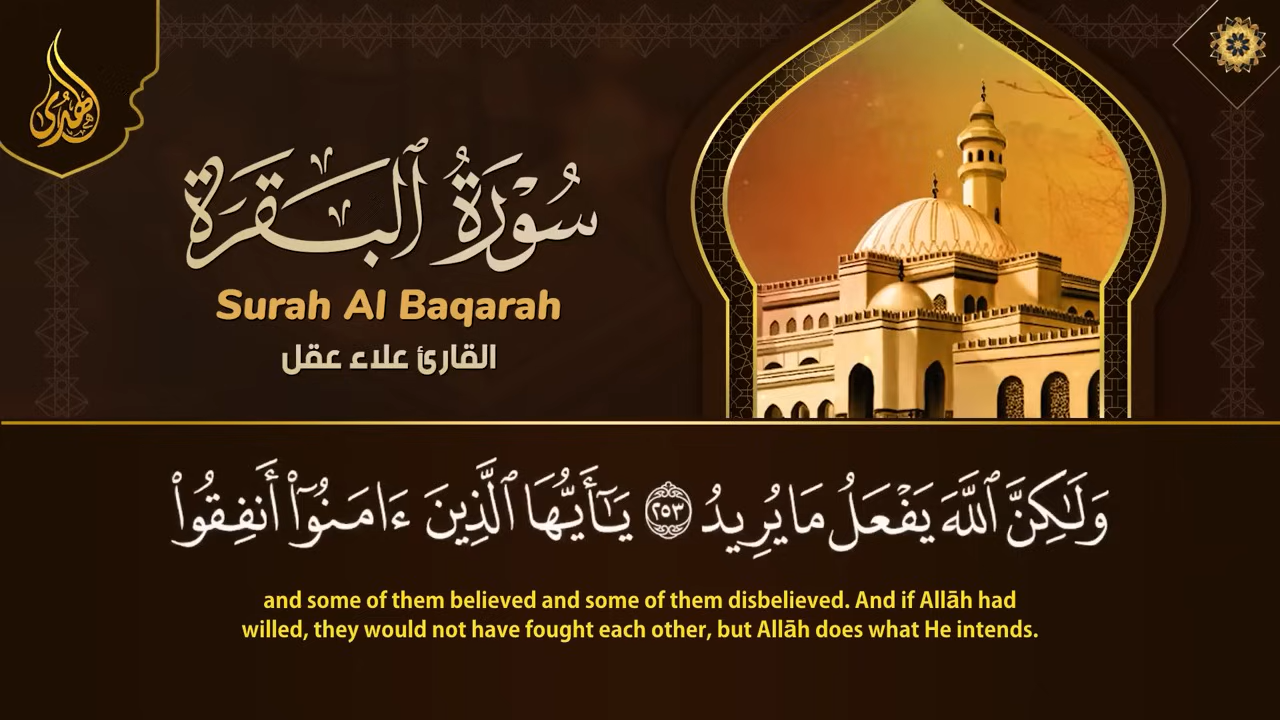 الهدى
سُورَةُ ٱلْبَقَرَةِ
Surah Al Baqarah
القارئ علاء عقل
وَلَٰكِنَّ ٱللَّهَ يَفْعَلُ مَا يُرِيدُ ﴿٢٥٣﴾ يَٰٓأَيُّهَا ٱلَّذِينَ ءَامَنُوٓا۟ أَنفِقُوا۟
and some of them believed and some of them disbelieved. And if Allāh had
willed, they would not have fought each other, but Allāh does what He intends.